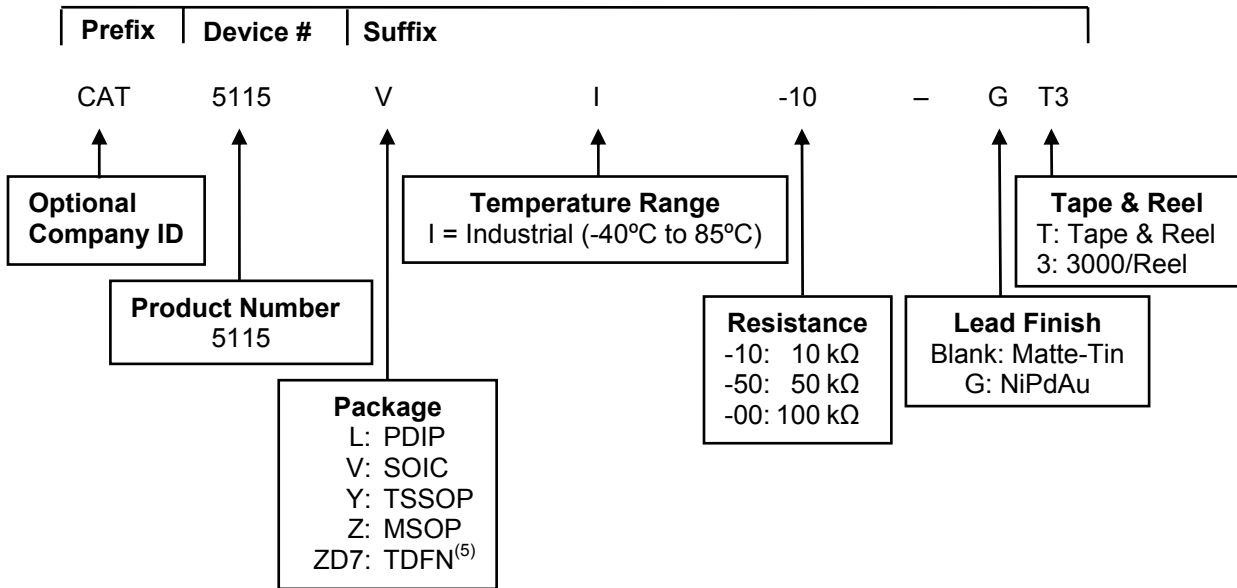 Prefix Device # Suffix
CAT 5115 V I -10 – G T3
Optional
Company ID
Product Number
5115
Package
L: PDIP
V: SOIC
Y: TSSOP
Z: MSOP
ZD7: TDFN(5)
Temperature Range
I = Industrial (-40ºC to 85ºC)
Resistance
-10: 10 kΩ
-50: 50 kΩ
-00: 100 kΩ
Lead Finish
Blank: Matte-Tin
G: NiPdAu
Tape & Reel
T: Tape & Reel
3: 3000/Reel